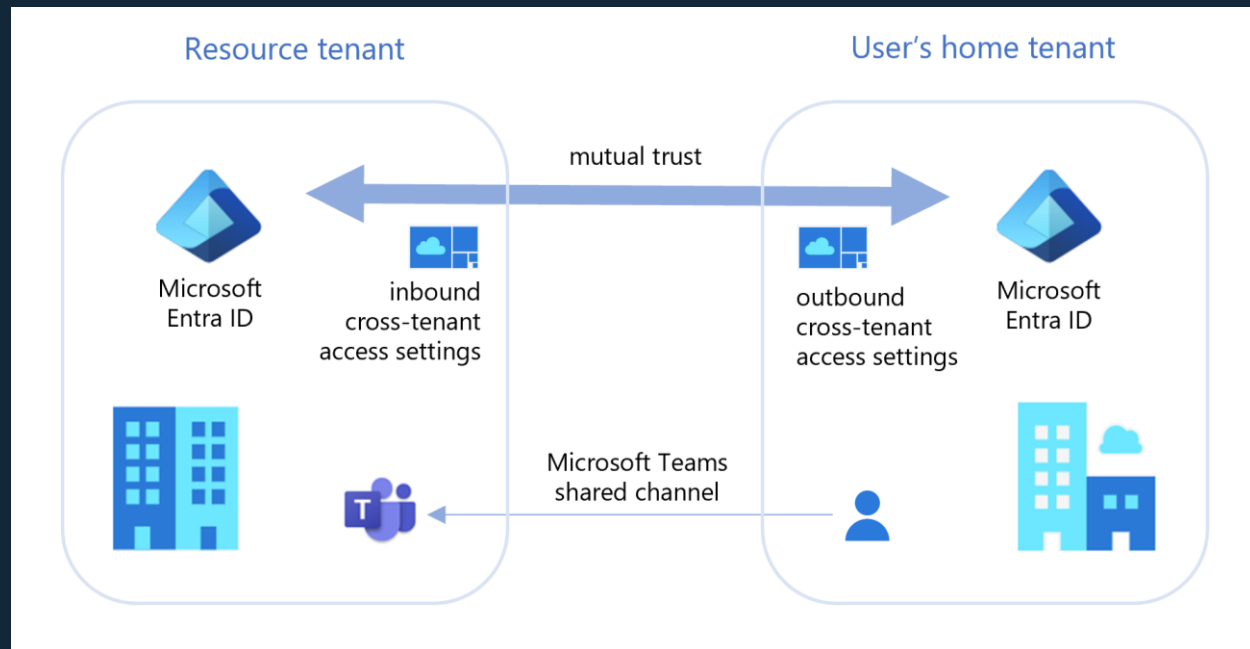 Resource tenant
User's home tenant
mutual trust
Microsoft
Entra ID
inbound
cross-tenant
access settings
outbound
cross-tenant
access settings
Microsoft
Entra ID
Microsoft Teams
shared channel
T